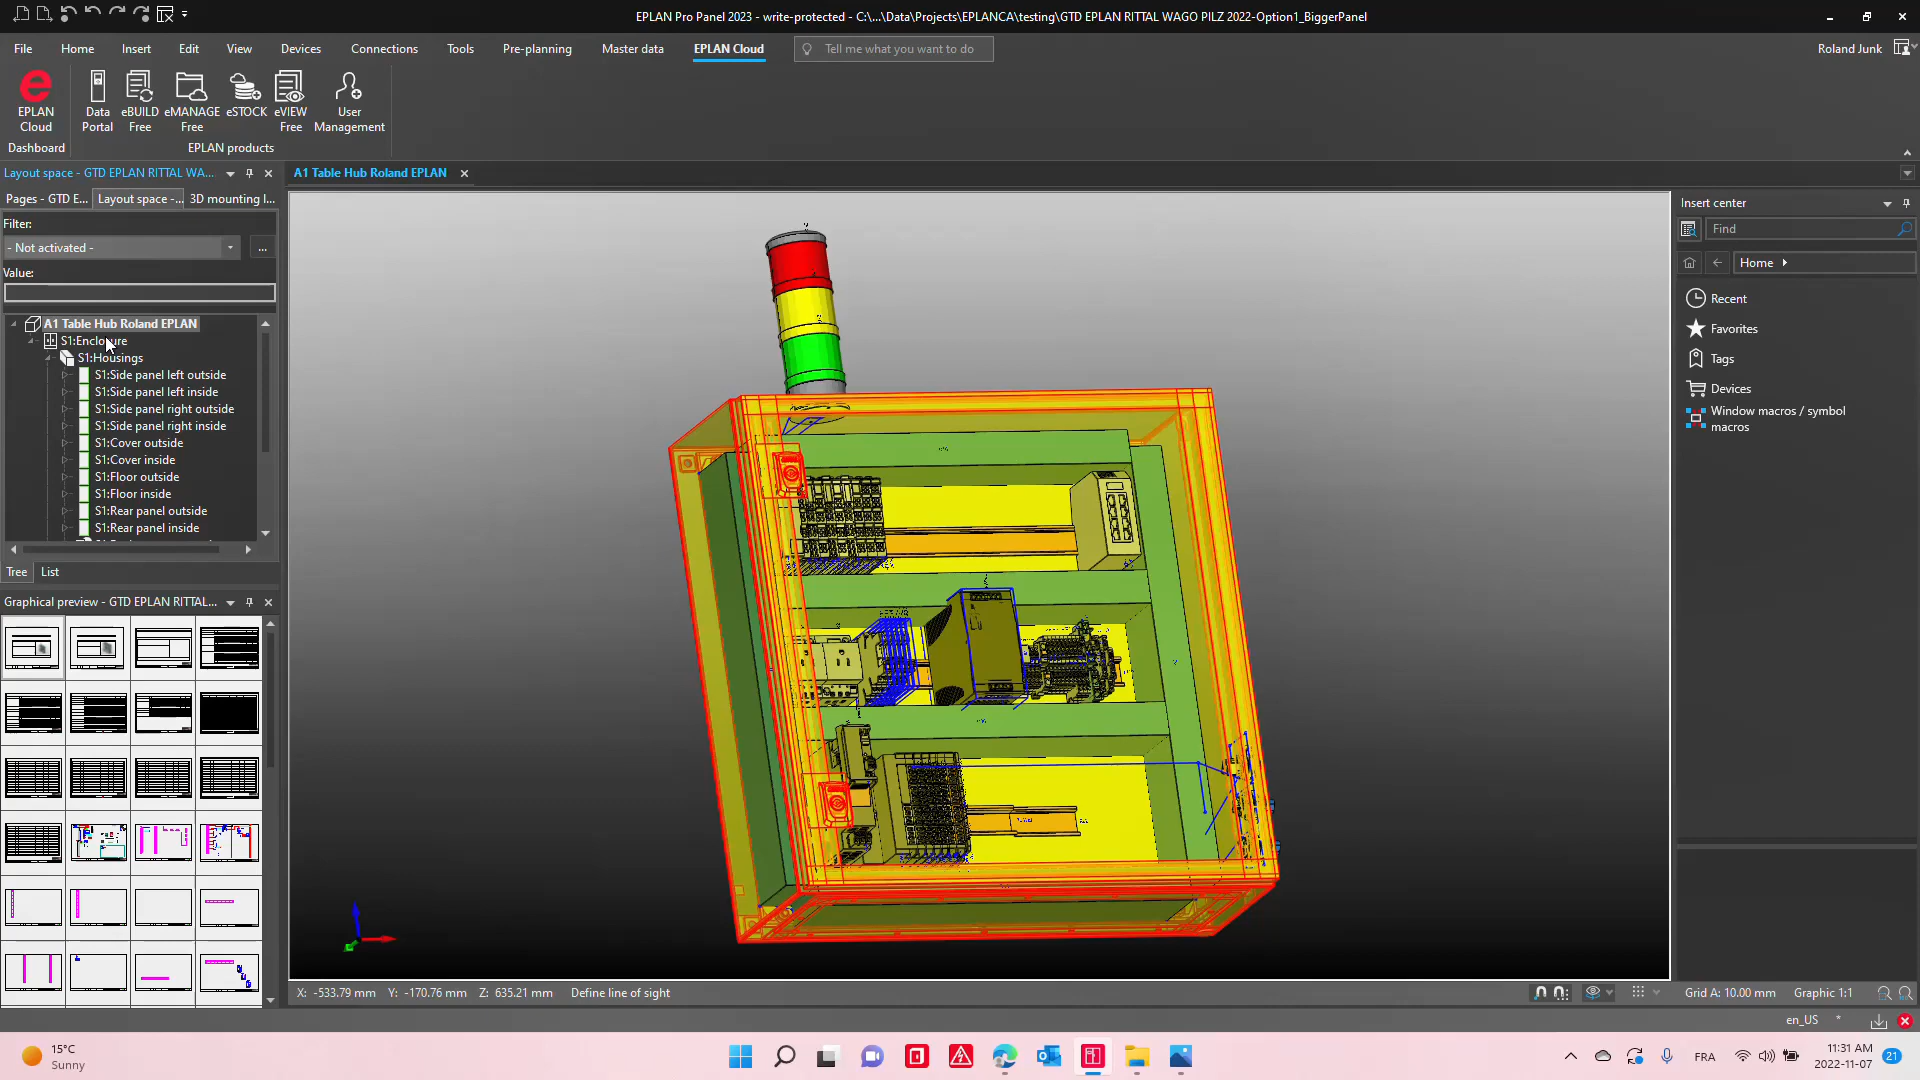 EPLAN Pro Panel 2023 - write-protected - C:\...\Data\Projects\EPLANCA\testing\GTD EPLAN RITTAL WAGO PILZ 2022-Option1_BiggerPanel
File Home Insert Edit View Devices Connections Tools Pre-planning Master data EPLAN Cloud Tell me what you want to do Roland Junk
EPLAN Cloud
Data Portal
eBUILD Free
eMANAGE Free
eSTOCK
eVIEW Free
User Management
Dashboard
EPLAN products
Layout space - GTD EPLAN RITTAL WA...
Pages - GTD E... Layout space -... 3D mounting l...
Filter:
- Not activated -
...
Value:
A1 Table Hub Roland EPLAN
S1:Enclosure
S1:Housings
S1:Side panel left outside
S1:Side panel left inside
S1:Side panel right outside
S1:Side panel right inside
S1:Cover outside
S1:Cover inside
S1:Floor outside
S1:Floor inside
S1:Rear panel outside
S1:Rear panel inside
Tree List
Graphical preview - GTD EPLAN RITTAL...
A1 Table Hub Roland EPLAN
X: -533.79 mm Y: -170.76 mm Z: 635.21 mm Define line of sight
Grid A: 10.00 mm Graphic 1:1
Insert center
Find
Home
Recent
Favorites
Tags
Devices
Window macros / symbol
macros
en_US *
15°C
Sunny
FRA
11:31 AM
2022-11-07
21